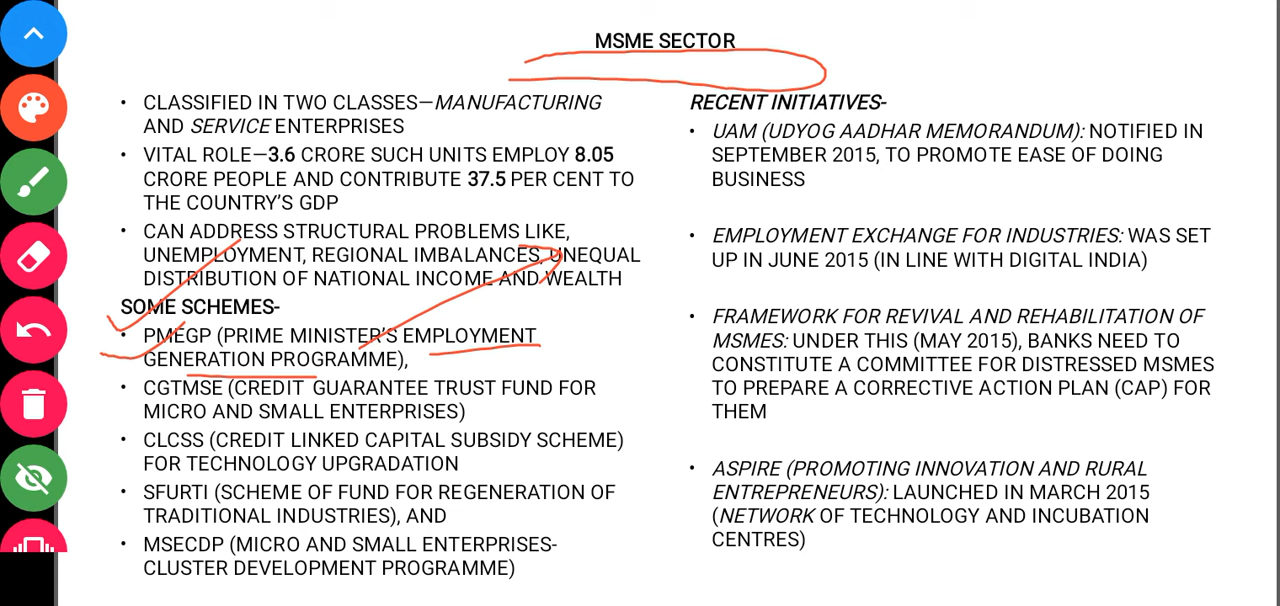 MSME SECTOR
• CLASSIFIED IN TWO CLASSES—MANUFACTURING
AND SERVICE ENTERPRISES
• VITAL ROLE—3.6 CRORE SUCH UNITS EMPLOY 8.05
CRORE PEOPLE AND CONTRIBUTE 37.5 PER CENT TO
THE COUNTRY'S GDP
• CAN ADDRESS STRUCTURAL PROBLEMS LIKE,
UNEMPLOYMENT, REGIONAL IMBALANCES, UNEQUAL
DISTRIBUTION OF NATIONAL INCOME AND WEALTH
SOME SCHEMES-
• PMEGP (PRIME MINISTER'S EMPLOYMENT
GENERATION PROGRAMME),
• CGTMSE (CREDIT GUARANTEE TRUST FUND FOR
MICRO AND SMALL ENTERPRISES)
• CLCSS (CREDIT LINKED CAPITAL SUBSIDY SCHEME)
FOR TECHNOLOGY UPGRADATION
• SFURTI (SCHEME OF FUND FOR REGENERATION OF
TRADITIONAL INDUSTRIES), AND
• MSECDP (MICRO AND SMALL ENTERPRISES-
CLUSTER DEVELOPMENT PROGRAMME)
RECENT INITIATIVES-
• UAM (UDYOG AADHAR MEMORANDUM): NOTIFIED IN
SEPTEMBER 2015, TO PROMOTE EASE OF DOING
BUSINESS
• EMPLOYMENT EXCHANGE FOR INDUSTRIES: WAS SET
UP IN JUNE 2015 (IN LINE WITH DIGITAL INDIA)
• FRAMEWORK FOR REVIVAL AND REHABILITATION OF
MSMES: UNDER THIS (MAY 2015), BANKS NEED TO
CONSTITUTE A COMMITTEE FOR DISTRESSED MSMES
TO PREPARE A CORRECTIVE ACTION PLAN (CAP) FOR
THEM
• ASPIRE (PROMOTING INNOVATION AND RURAL
ENTREPRENEURS): LAUNCHED IN MARCH 2015
(NETWORK OF TECHNOLOGY AND INCUBATION
CENTRES)